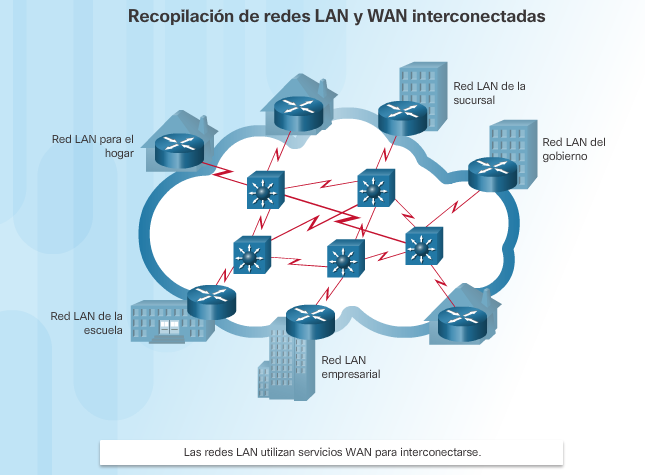 Recopilación de redes LAN y WAN interconectadas
Red LAN de la
sucursal
Red LAN para el
hogar
Red LAN del
gobierno
Red LAN de la
escuela
Red LAN
empresarial
Las redes LAN utilizan servicios WAN para interconectarse.